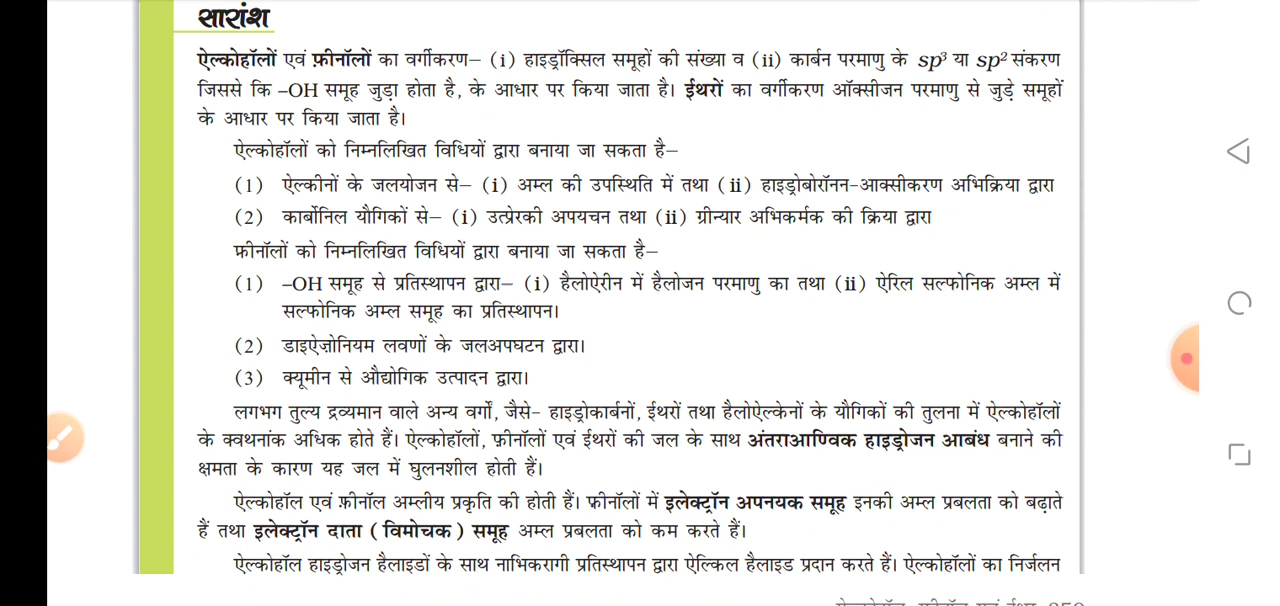 सारांश
ऐल्कोहॉलों एवं फ़ीनॉलों का वर्गीकरण– (i) हाइड्रॉक्सिल समूहों की संख्या व (ii) कार्बन परमाणु के sp³ या sp² संकरण
जिससे कि –OH समूह जुड़ा होता है, के आधार पर किया जाता है। ईथरों का वर्गीकरण ऑक्सीजन परमाणु से जुड़े समूहों
के आधार पर किया जाता है।
ऐल्कोहॉलों को निम्नलिखित विधियों द्वारा बनाया जा सकता है–
(1) ऐल्कीनों के जलयोजन से– (i) अम्ल की उपस्थिति में तथा (ii) हाइड्रोबोरॉनन-आक्सीकरण अभिक्रिया द्वारा
(2) कार्बोनिल यौगिकों से– (i) उत्प्रेरकी अपयचन तथा (ii) ग्रीन्यार अभिकर्मक की क्रिया द्वारा
फ़ीनॉलों को निम्नलिखित विधियों द्वारा बनाया जा सकता है–
(1) –OH समूह से प्रतिस्थापन द्वारा– (i) हैलोऐरीन में हैलोजन परमाणु का तथा (ii) ऐरिल सल्फोनिक अम्ल में
सल्फोनिक अम्ल समूह का प्रतिस्थापन।
(2) डाइऐज़ोनियम लवणों के जलअपघटन द्वारा।
(3) क्यूमीन से औद्योगिक उत्पादन द्वारा।
लगभग तुल्य द्रव्यमान वाले अन्य वर्गों, जैसे– हाइड्रोकार्बनों, ईथरों तथा हैलोऐल्केनों के यौगिकों की तुलना में ऐल्कोहॉलों
के क्वथनांक अधिक होते हैं। ऐल्कोहॉलों, फ़ीनॉलों एवं ईथरों की जल के साथ अंतराआण्विक हाइड्रोजन आबंध बनाने की
क्षमता के कारण यह जल में घुलनशील होती हैं।
ऐल्कोहॉल एवं फ़ीनॉल अम्लीय प्रकृति की होती हैं। फ़ीनॉलों में इलेक्ट्रॉन अपनयक समूह इनकी अम्ल प्रबलता को बढ़ाते
हैं तथा इलेक्ट्रॉन दाता (विमोचक) समूह अम्ल प्रबलता को कम करते हैं।
ऐल्कोहॉल हाइड्रोजन हैलाइडों के साथ नाभिकरागी प्रतिस्थापन द्वारा ऐल्किल हैलाइड प्रदान करते हैं। ऐल्कोहॉलों का निर्जलन